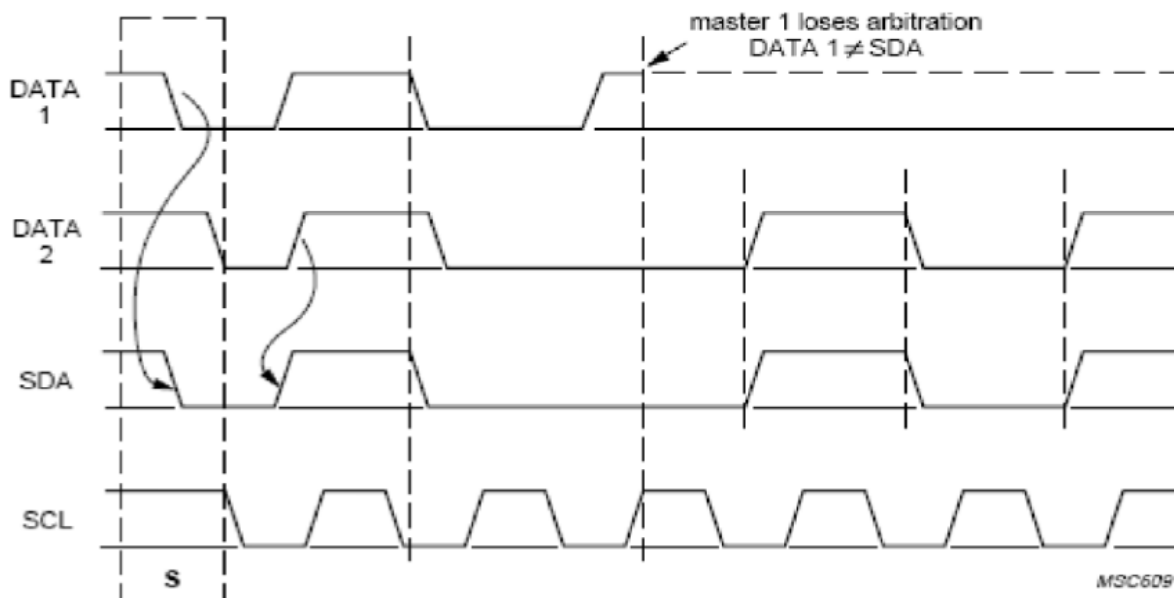 master 1 loses arbitration
DATA 1 ≠ SDA
DATA
1
DATA
2
SDA
SCL
S
MSC609